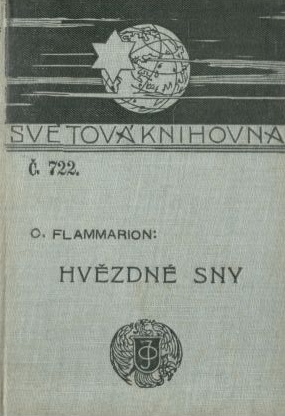 SVĚTOVÁ KNIHOVNA
Č. 722.
C. FLAMMARION:
HVĚZDNÉ SNY